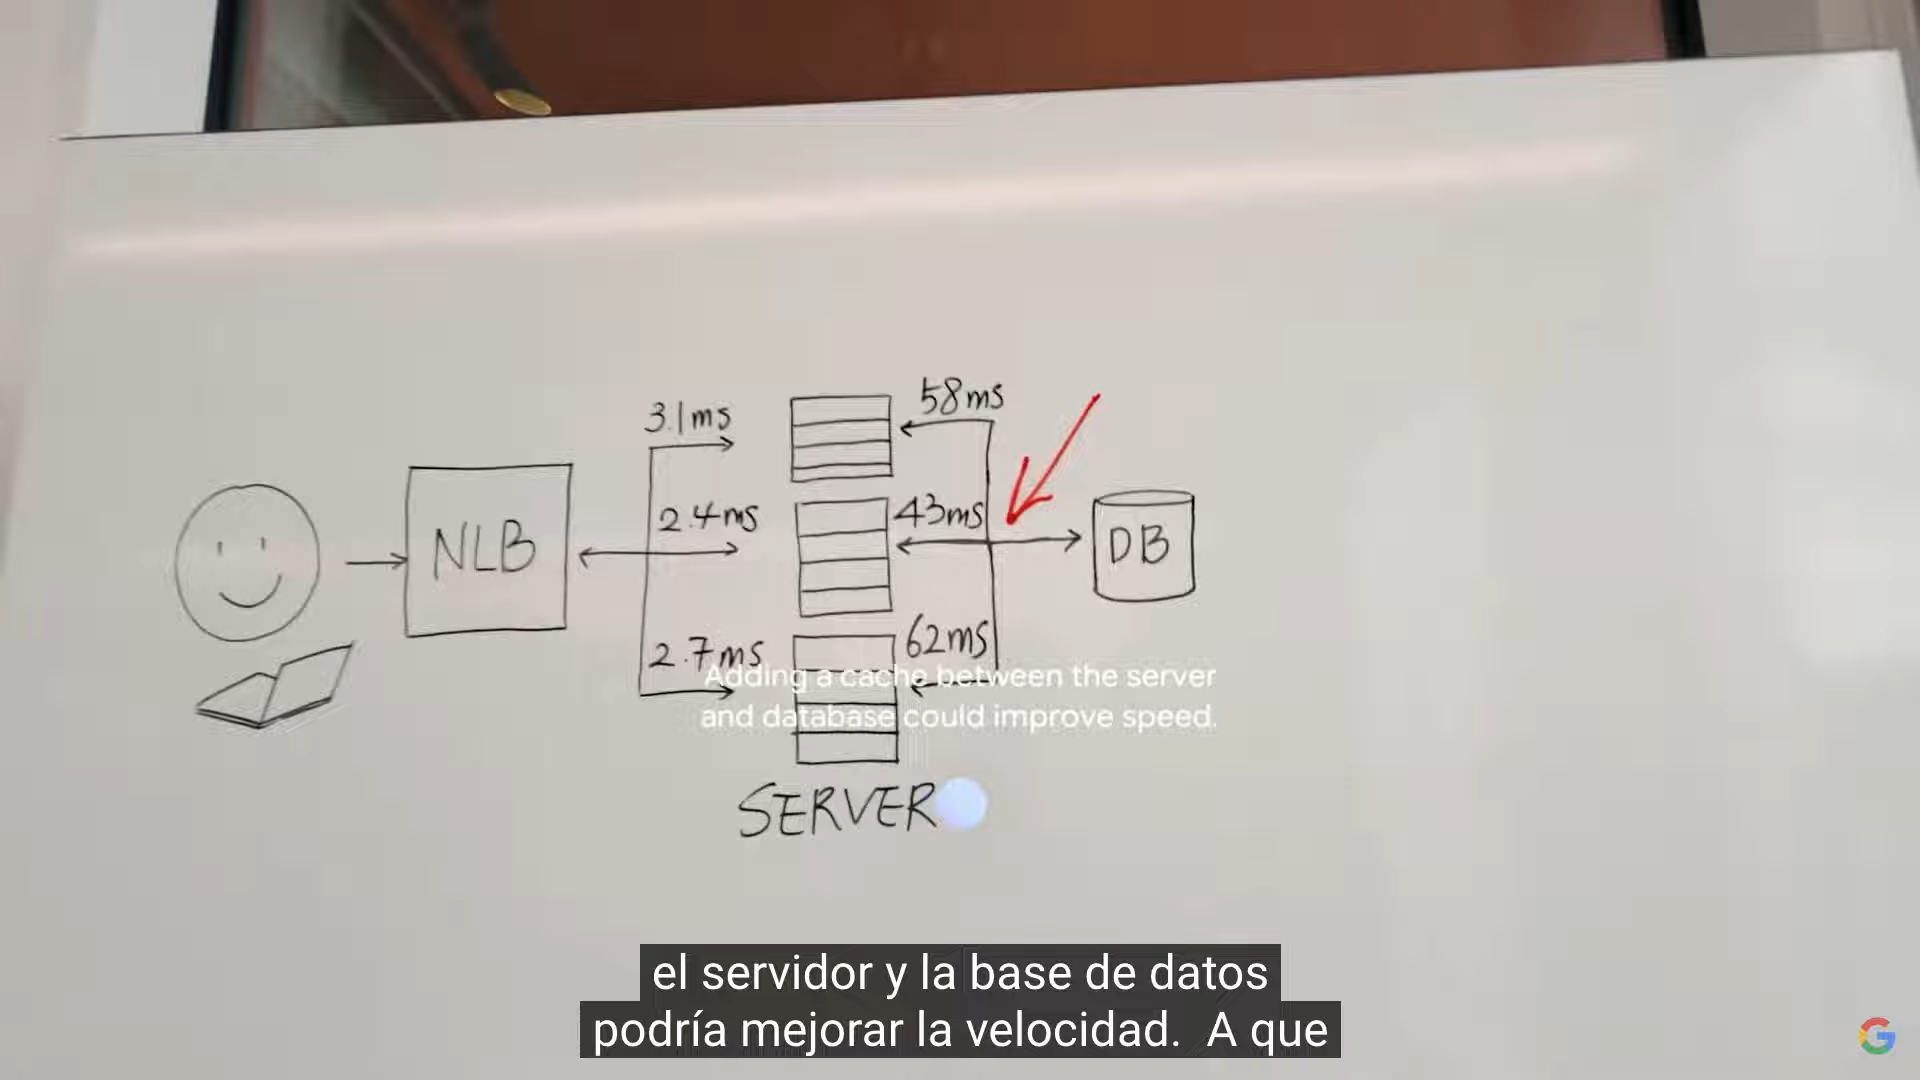 3.1ms
58ms
NLB
2.4ms
43ms
DB
2.7ms
62ms
Adding a cache between the server
and database could improve speed.
SERVER
el servidor y la base de datos
podría mejorar la velocidad. A que